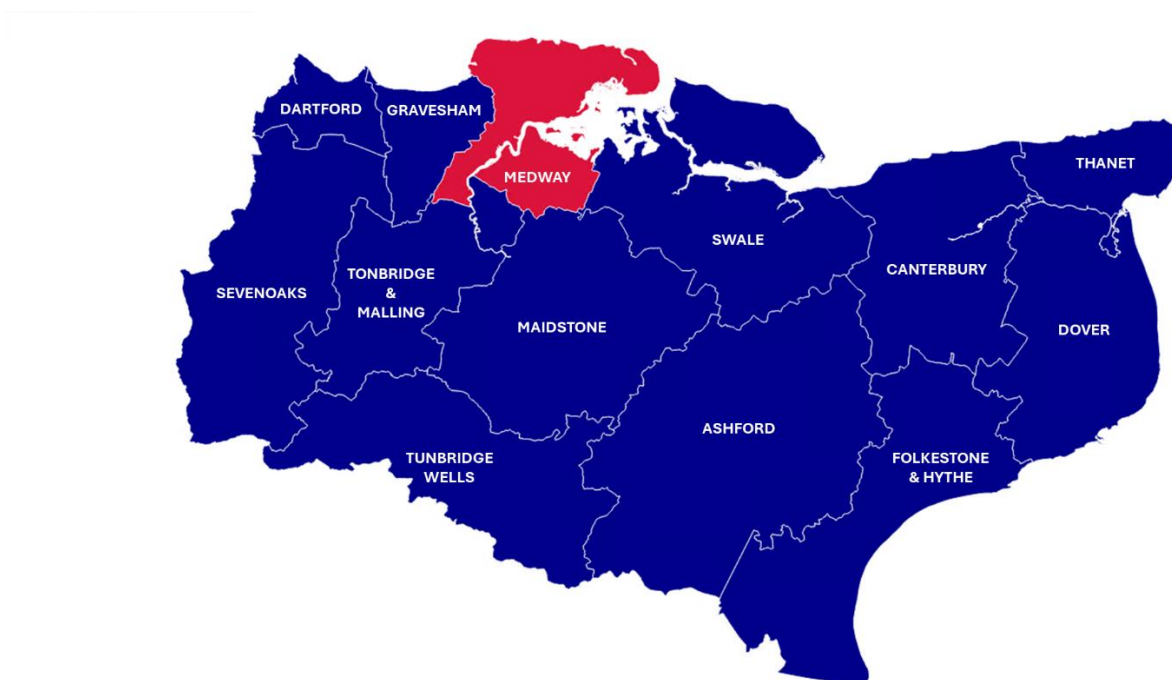 DARTFORD
GRAVESHAM
MEDWAY
THANET
SWALE
CANTERBURY
TONBRIDGE
&
MALLING
SEVENOAKS
MAIDSTONE
DOVER
ASHFORD
TUNBRIDGE
WELLS
FOLKESTONE
& HYTHE